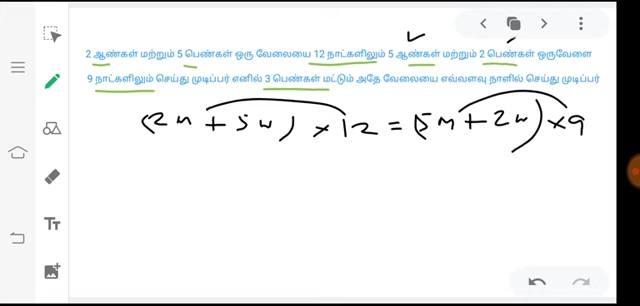 2 ஆண்கள் மற்றும் 5 பெண்கள் ஒரு வேலையை 12 நாட்களிலும் 5 ஆண்கள் மற்றும் 2 பெண்கள் ஒருவேளை
9 நாட்களிலும் செய்து முடிப்பர் எனில் 3 பெண்கள் மட்டும் அதே வேலையை எவ்வளவு நாளில் செய்து முடிப்பர்
(2m + 5w) × 12 = (5m + 2w) × 9
Tт